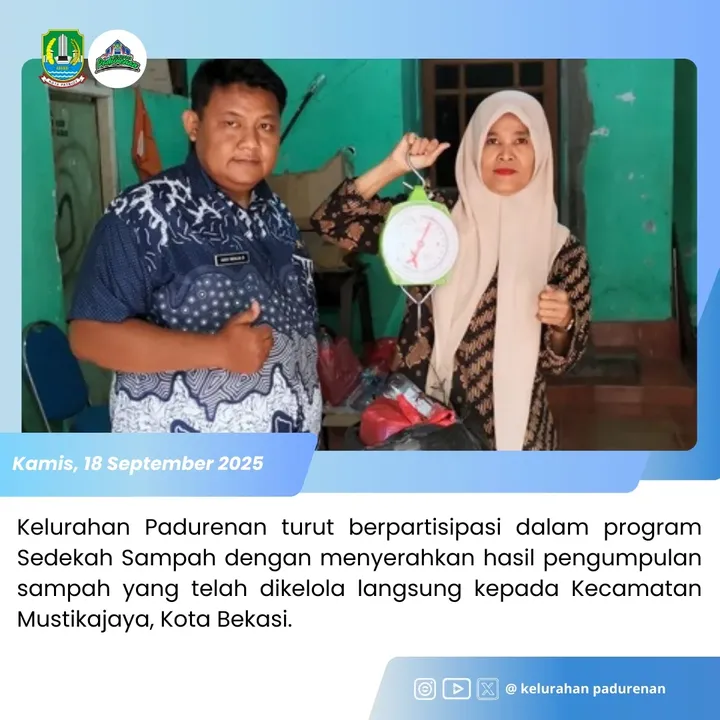 Kamis, 18 September 2025
Kelurahan Padurenan turut berpartisipasi dalam program
Sedekah Sampah dengan menyerahkan hasil pengumpulan
sampah yang telah dikelola langsung kepada Kecamatan
Mustikajaya, Kota Bekasi.
@ kelurahan padurenan